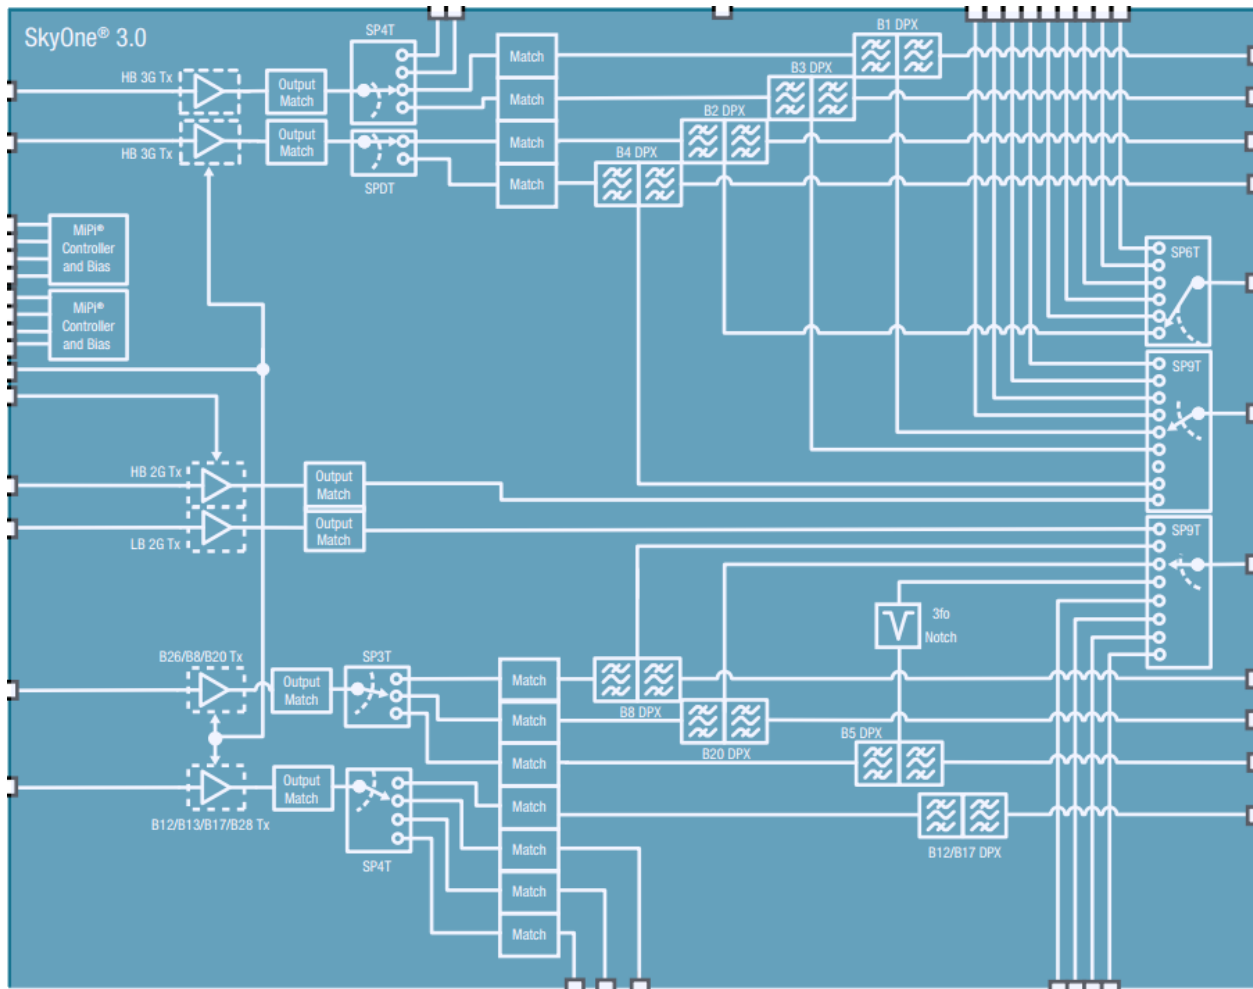 SkyOne® 3.0
SP4T
B1 DPX
HB 3G Tx
Output
Match
Match
B3 DPX
Match
B2 DPX
HB 3G Tx
Output
Match
Match
B4 DPX
SPDT
Match
MiPi®
Controller
and Bias
MiPi®
Controller
and Bias
SP6T
SP9T
HB 2G Tx
Output
Match
LB 2G Tx
Output
Match
SP9T
3fo
Notch
B26/B8/B20 Tx
Output
Match
SP3T
Match
B8 DPX
Match
B20 DPX
B5 DPX
Match
B12/B13/B17/B28 Tx
Output
Match
SP4T
Match
B12/B17 DPX
Match
Match
Match